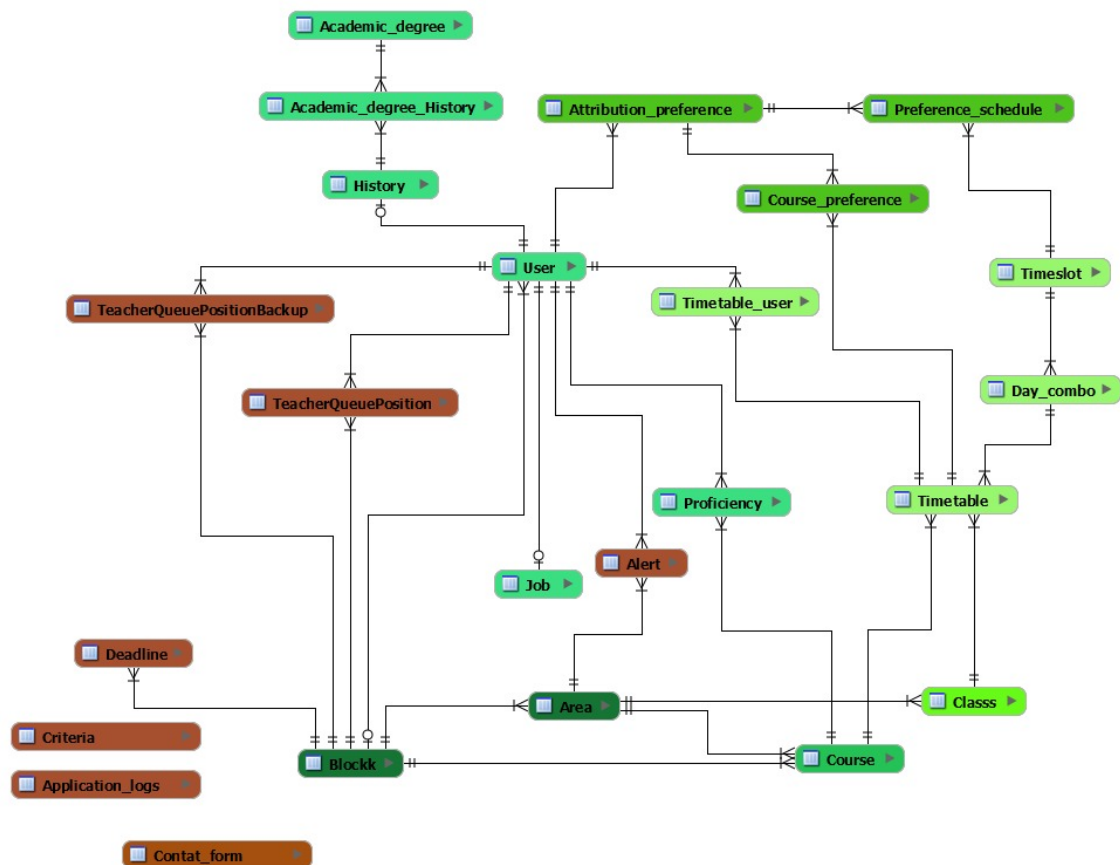 Academic_degree
Academic_degree_History
Attribution_preference
Preference_schedule
History
Course_preference
User
Timeslot
TeacherQueuePositionBackup
Timetable_user
TeacherQueuePosition
Day_combo
Proficiency
Timetable
Alert
Job
Deadline
Area
Classs
Criteria
Blockk
Course
Application_logs
Contat_form